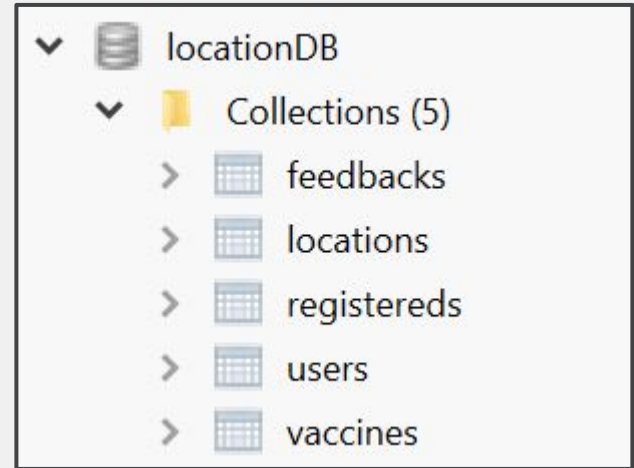 locationDB
Collections (5)
feedbacks
locations
registereds
users
vaccines